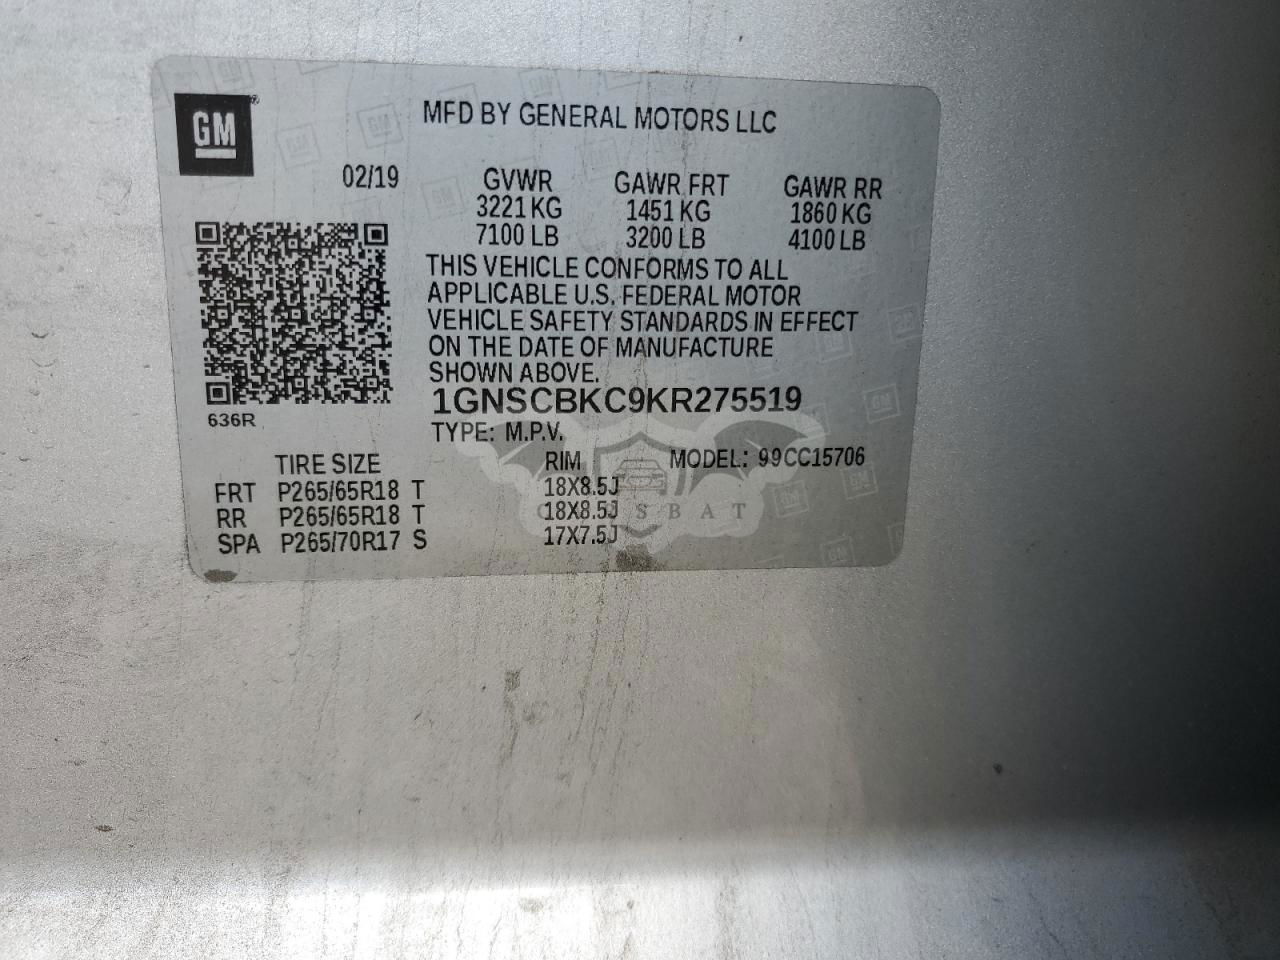 GM
MFD BY GENERAL MOTORS LLC
02/19
GVWR GAWR FRT GAWR RR
3221 KG 1451 KG 1860 KG
7100 LB 3200 LB 4100 LB
THIS VEHICLE CONFORMS TO ALL
APPLICABLE U.S. FEDERAL MOTOR
VEHICLE SAFETY STANDARDS IN EFFECT
ON THE DATE OF MANUFACTURE
SHOWN ABOVE.
1GNSCBKC9KR275519
636R
TYPE: M.P.V.
TIRE SIZE RIM MODEL: 99CC15706
FRT P265/65R18 T 18X8.5J
RR P265/65R18 T 18X8.5J
SPA P265/70R17 S 17X7.5J